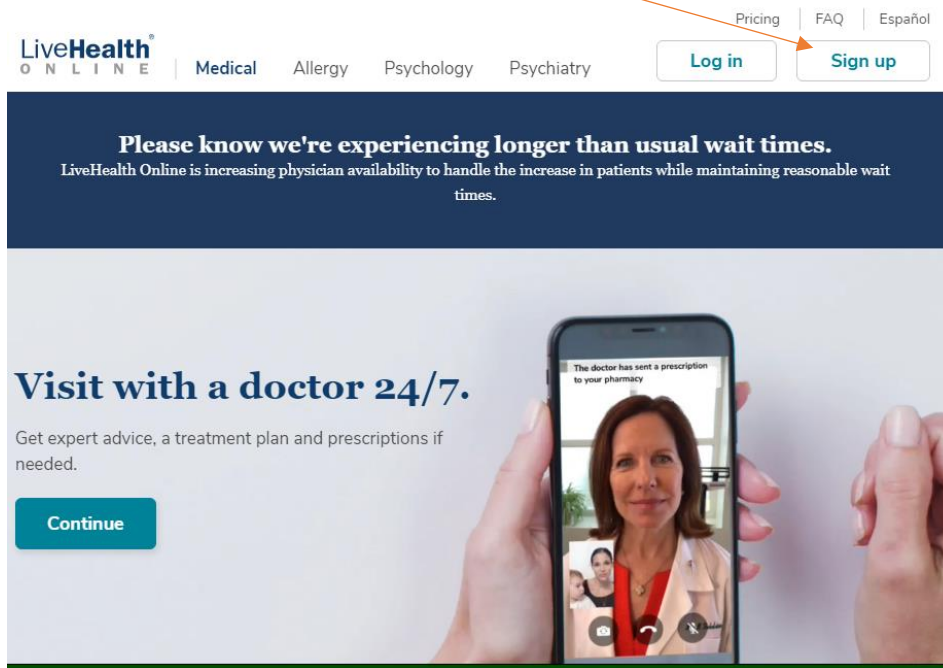 Pricing FAQ Español
LiveHealth®
ONLINE
Medical Allergy Psychology Psychiatry
Log in Sign up
Please know we're experiencing longer than usual wait times.
LiveHealth Online is increasing physician availability to handle the increase in patients while maintaining reasonable wait
times.
Visit with a doctor 24/7.
Get expert advice, a treatment plan and prescriptions if
needed.
Continue
The doctor has sent a prescription
to your pharmacy